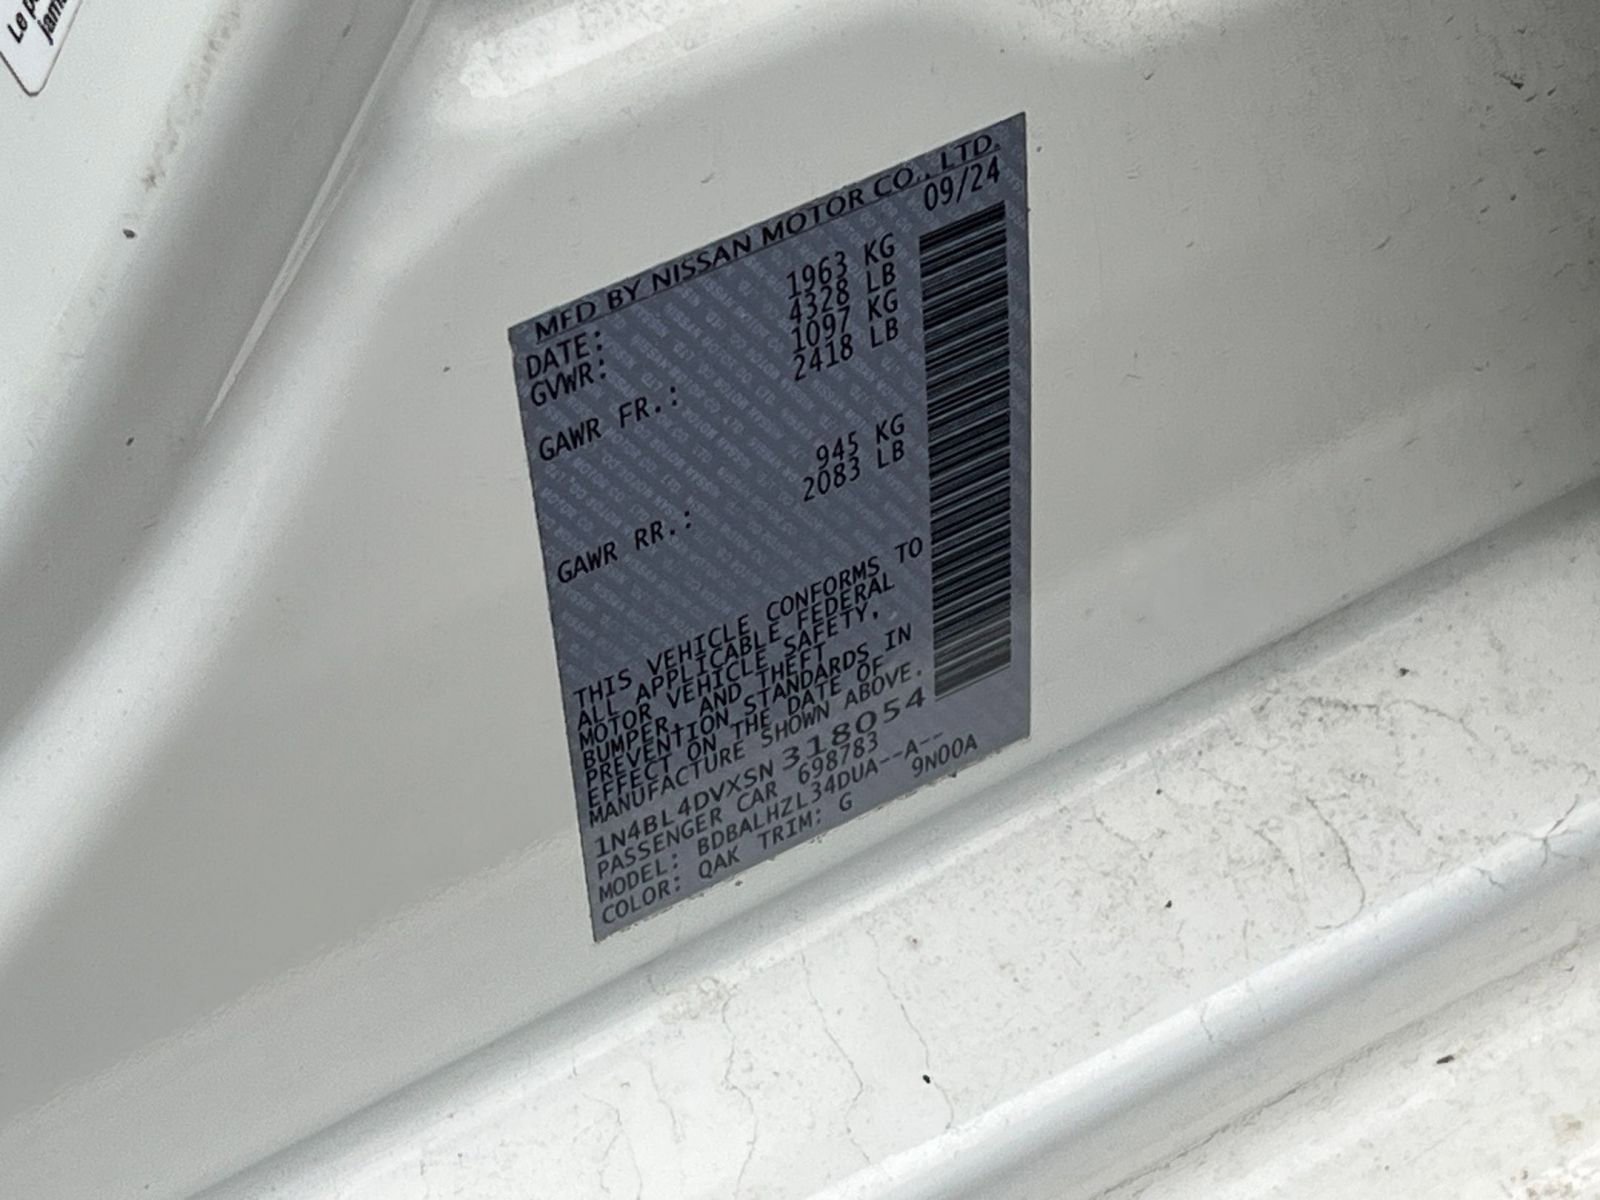 Le p
jama
MFD BY NISSAN MOTOR CO., LTD.
DATE: 09/24
GVWR: 1963 KG
4328 LB
GAWR FR.: 1097 KG
2418 LB
GAWR RR.: 945 KG
2083 LB
THIS VEHICLE CONFORMS TO
ALL APPLICABLE FEDERAL
MOTOR VEHICLE SAFETY,
BUMPER, AND THEFT
PREVENTION STANDARDS IN
EFFECT ON THE DATE OF
MANUFACTURE SHOWN ABOVE.
1N4BL4DVXSN318054
PASSENGER CAR 698783
MODEL: BDBALHZL34DUA--A--
COLOR: QAK TRIM: G 9N00A